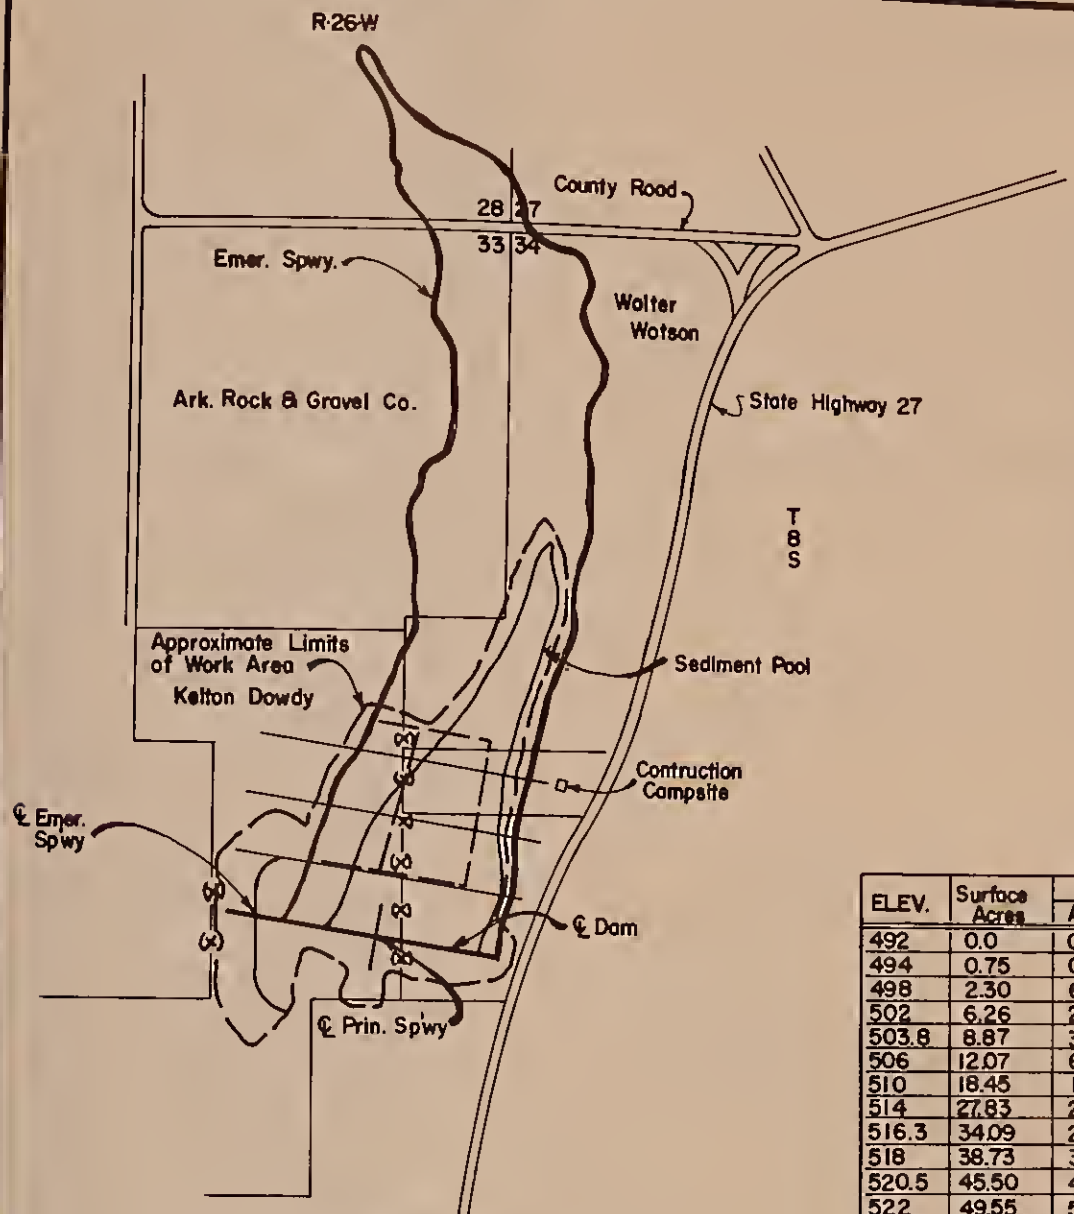 R-26-W
County Road
28 27
33 34
Emer. Spwy.
Wolter
Wotson
Ark. Rock & Gravel Co.
State Highway 27
T
8
S
Approximate Limits
of Work Area
Kelton Dowdy
Sediment Pool
Contruction
Campsite
℄ Emer.
Spwy
℄ Dam
℄ Prin. Spwy
ELEV. Surface
Acres
492 0.0
494 0.75
498 2.30
502 6.26
503.8 8.87
506 12.07
510 18.45
514 27.83
516.3 34.09
518 38.73
520.5 45.50
522 49.55